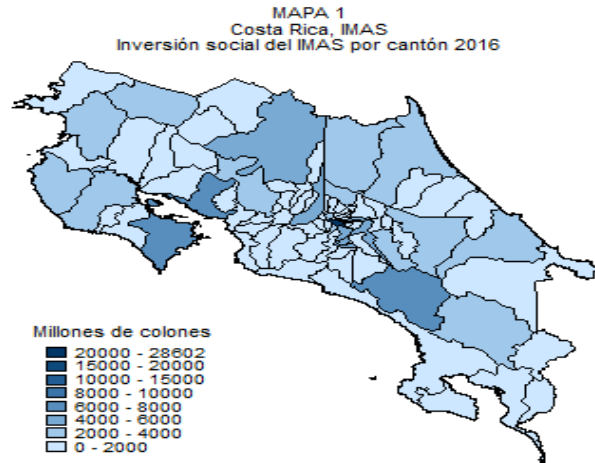 MAPA 1
Costa Rica, IMAS
Inversión social del IMAS por cantón 2016
Millones de colones
20000 - 28602
15000 - 20000
10000 - 15000
8000 - 10000
6000 - 8000
4000 - 6000
2000 - 4000
0 - 2000